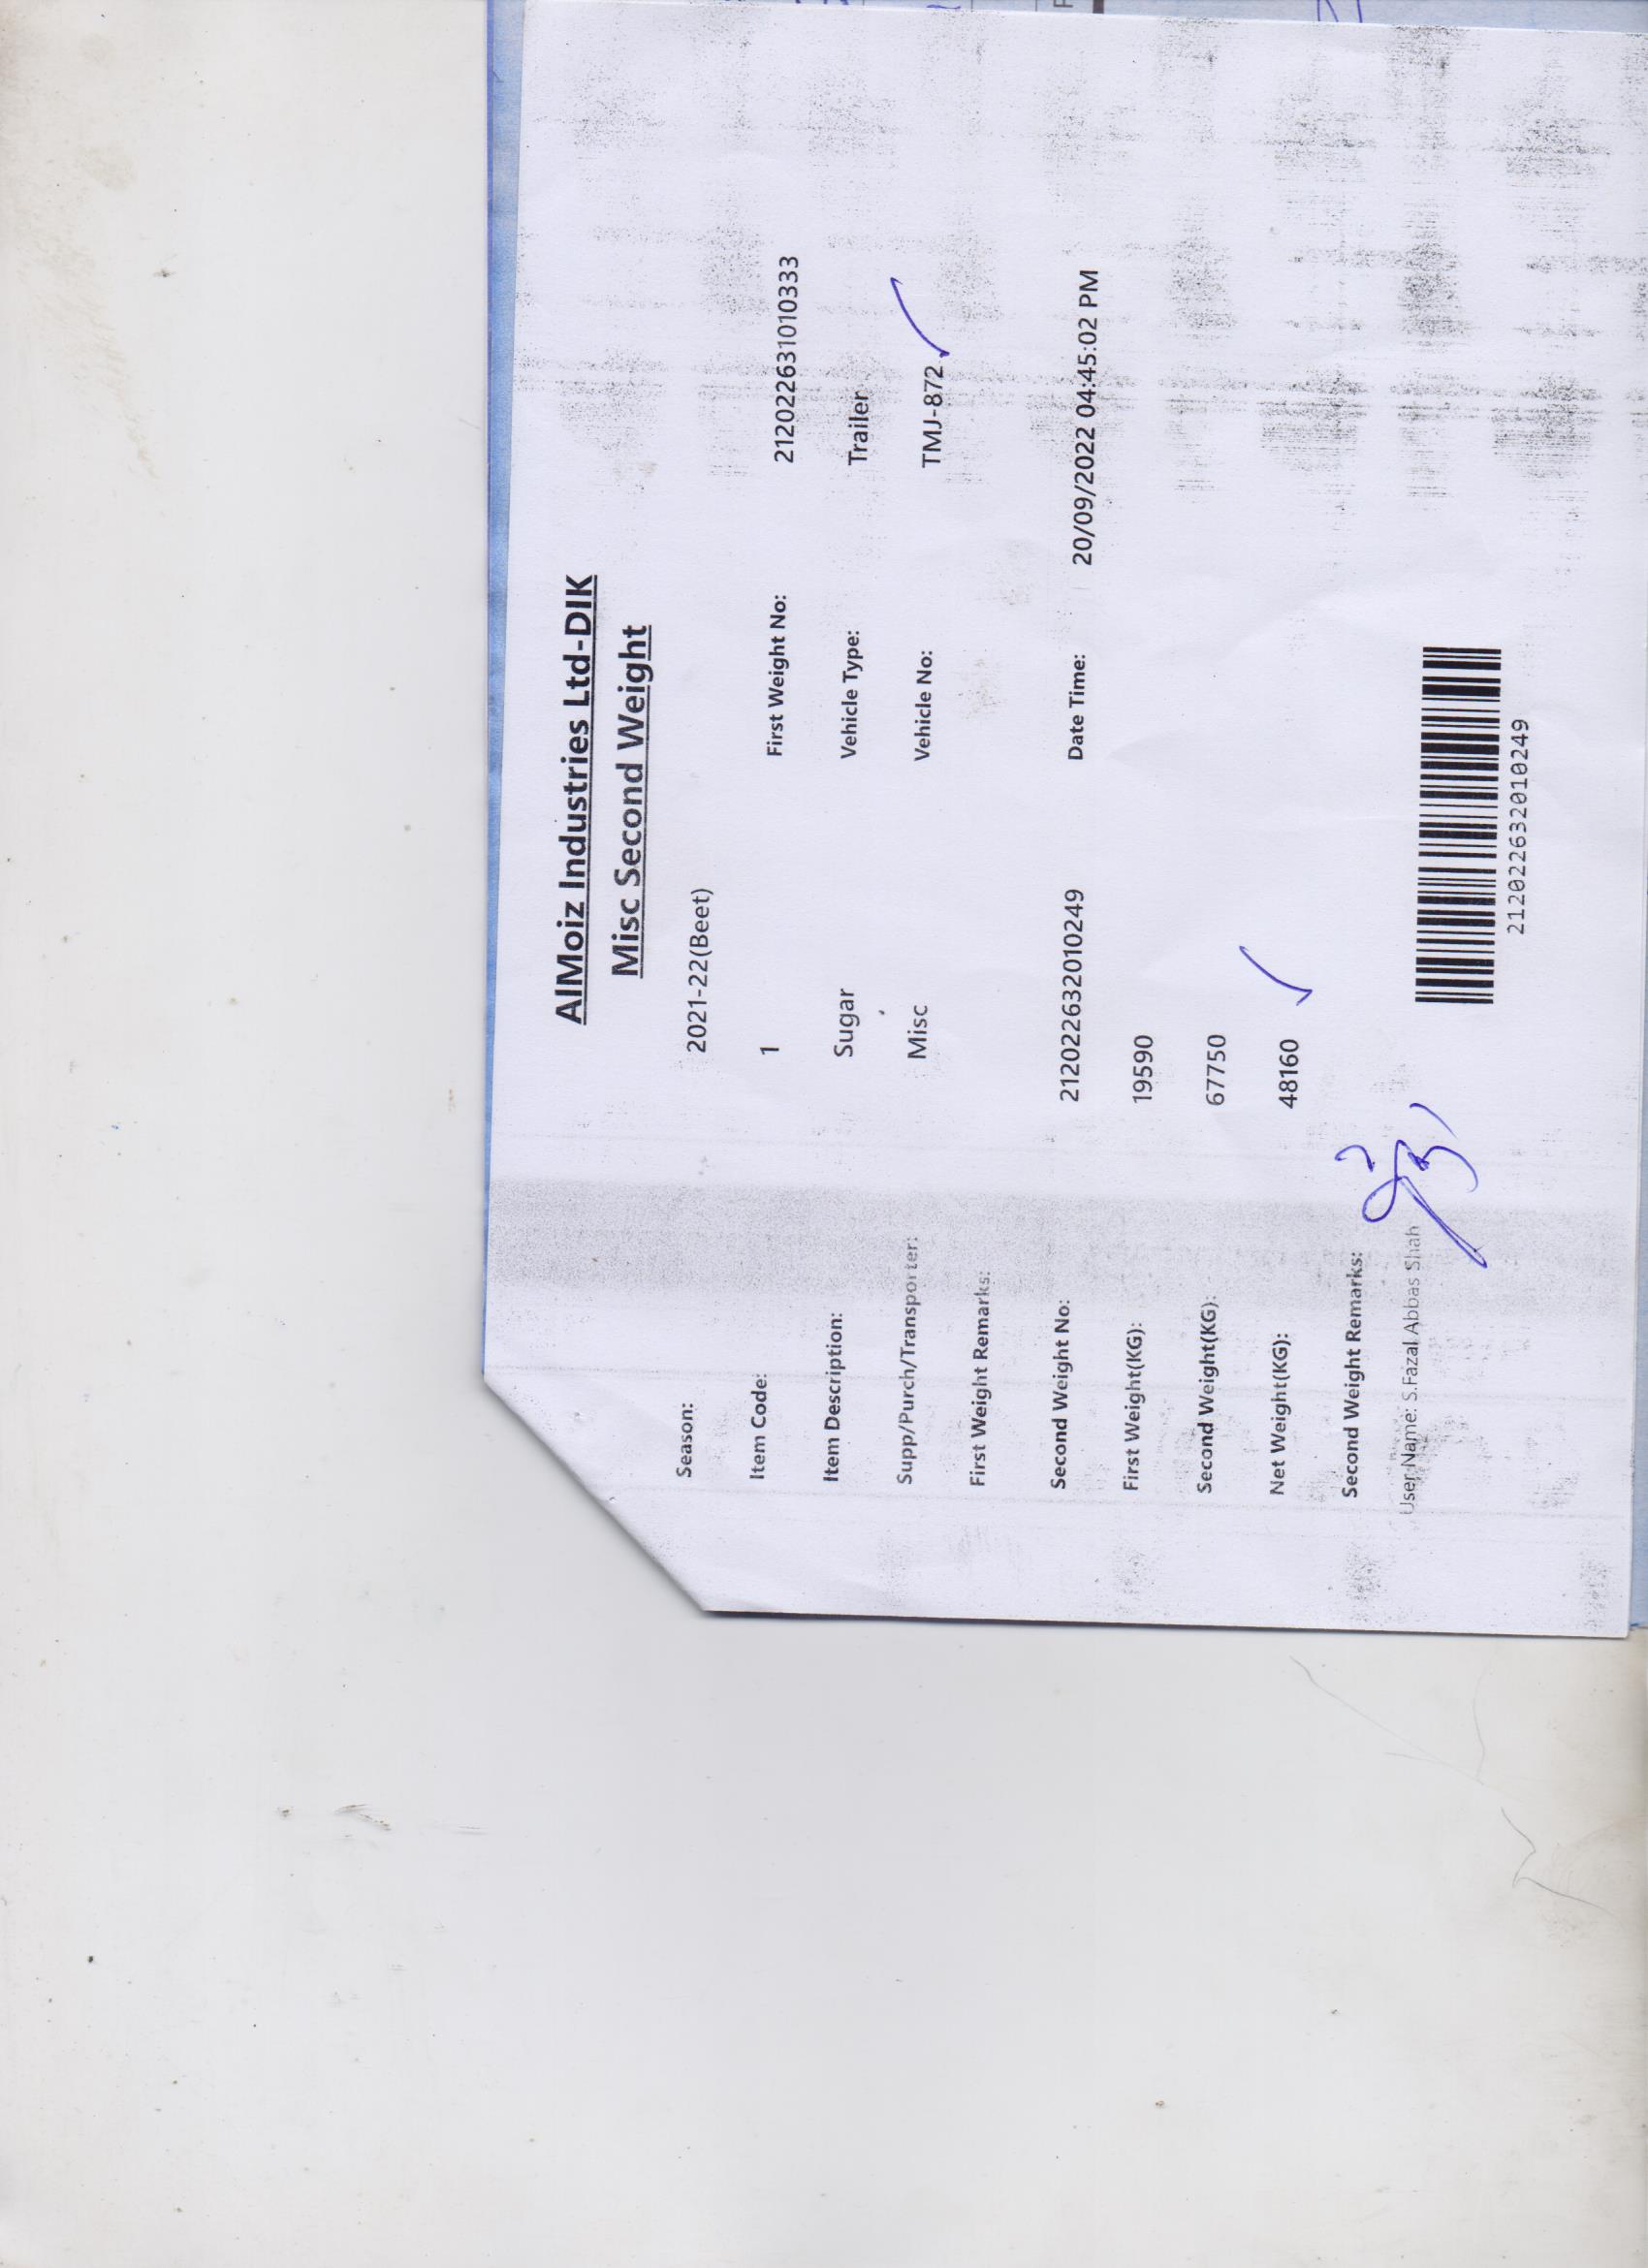 AlMoiz Industries Ltd-DIK
Misc Second Weight
Season: 2021-22(Beet)
Item Code: 1 First Weight No: 212022631010333
Item Description: Sugar Vehicle Type: Trailer
Supp/Purch/Transporter: Misc Vehicle No: TMJ-872
First Weight Remarks:
Second Weight No: 212022632010249 Date Time: 20/09/2022 04:45:02 PM
First Weight(KG): 19590
Second Weight(KG): 67750
Net Weight(KG): 48160
Second Weight Remarks:
User Name: S.Fazal Abbas Shah
212022632010249